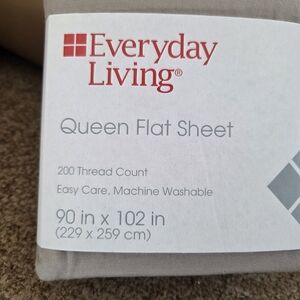 Everyday
Living®
Queen Flat Sheet
200 Thread Count
Easy Care, Machine Washable
90 in x 102 in
(229 x 259 cm)